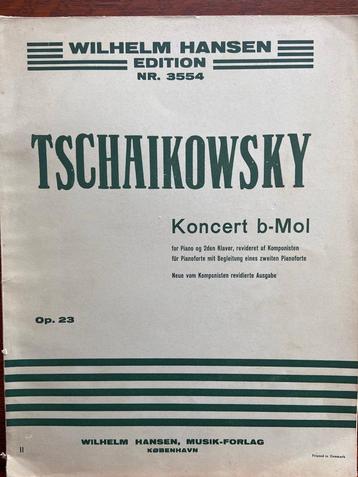 WILHELM HANSEN
EDITION
NR. 3554
TSCHAIKOWSKY
Koncert b-Mol
for Piano og 2den Klaver, revideret af Komponisten
für Pianoforte mit Begleitung eines zweiten Pianoforte
Neue vom Komponisten revidierte Ausgabe
Op. 23
WILHELM HANSEN, MUSIK-FORLAG
KØBENHAVN
II
Printed in Denmark